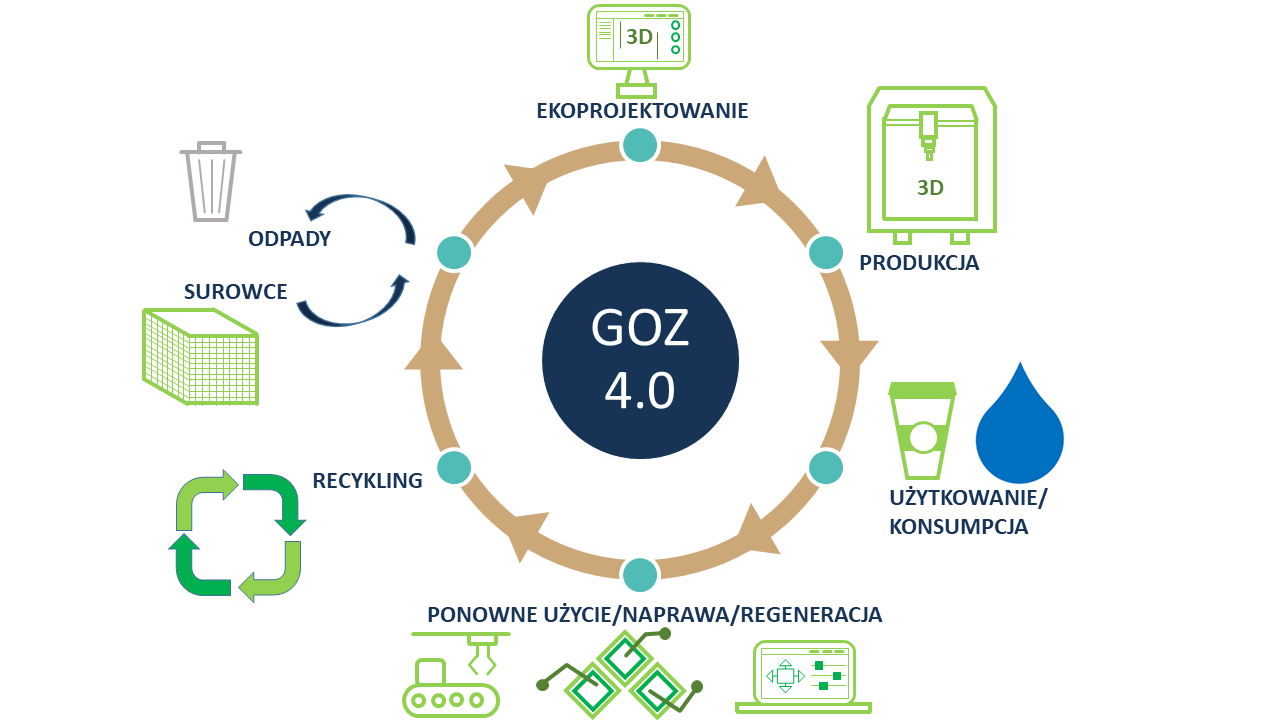 3D
EKOPROJEKTOWANIE
3D
PRODUKCJA
UŻYTKOWANIE/
KONSUMPCJA
PONOWNE UŻYCIE/NAPRAWA/REGENERACJA
RECYKLING
SUROWCE
ODPADY
GOZ
4.0